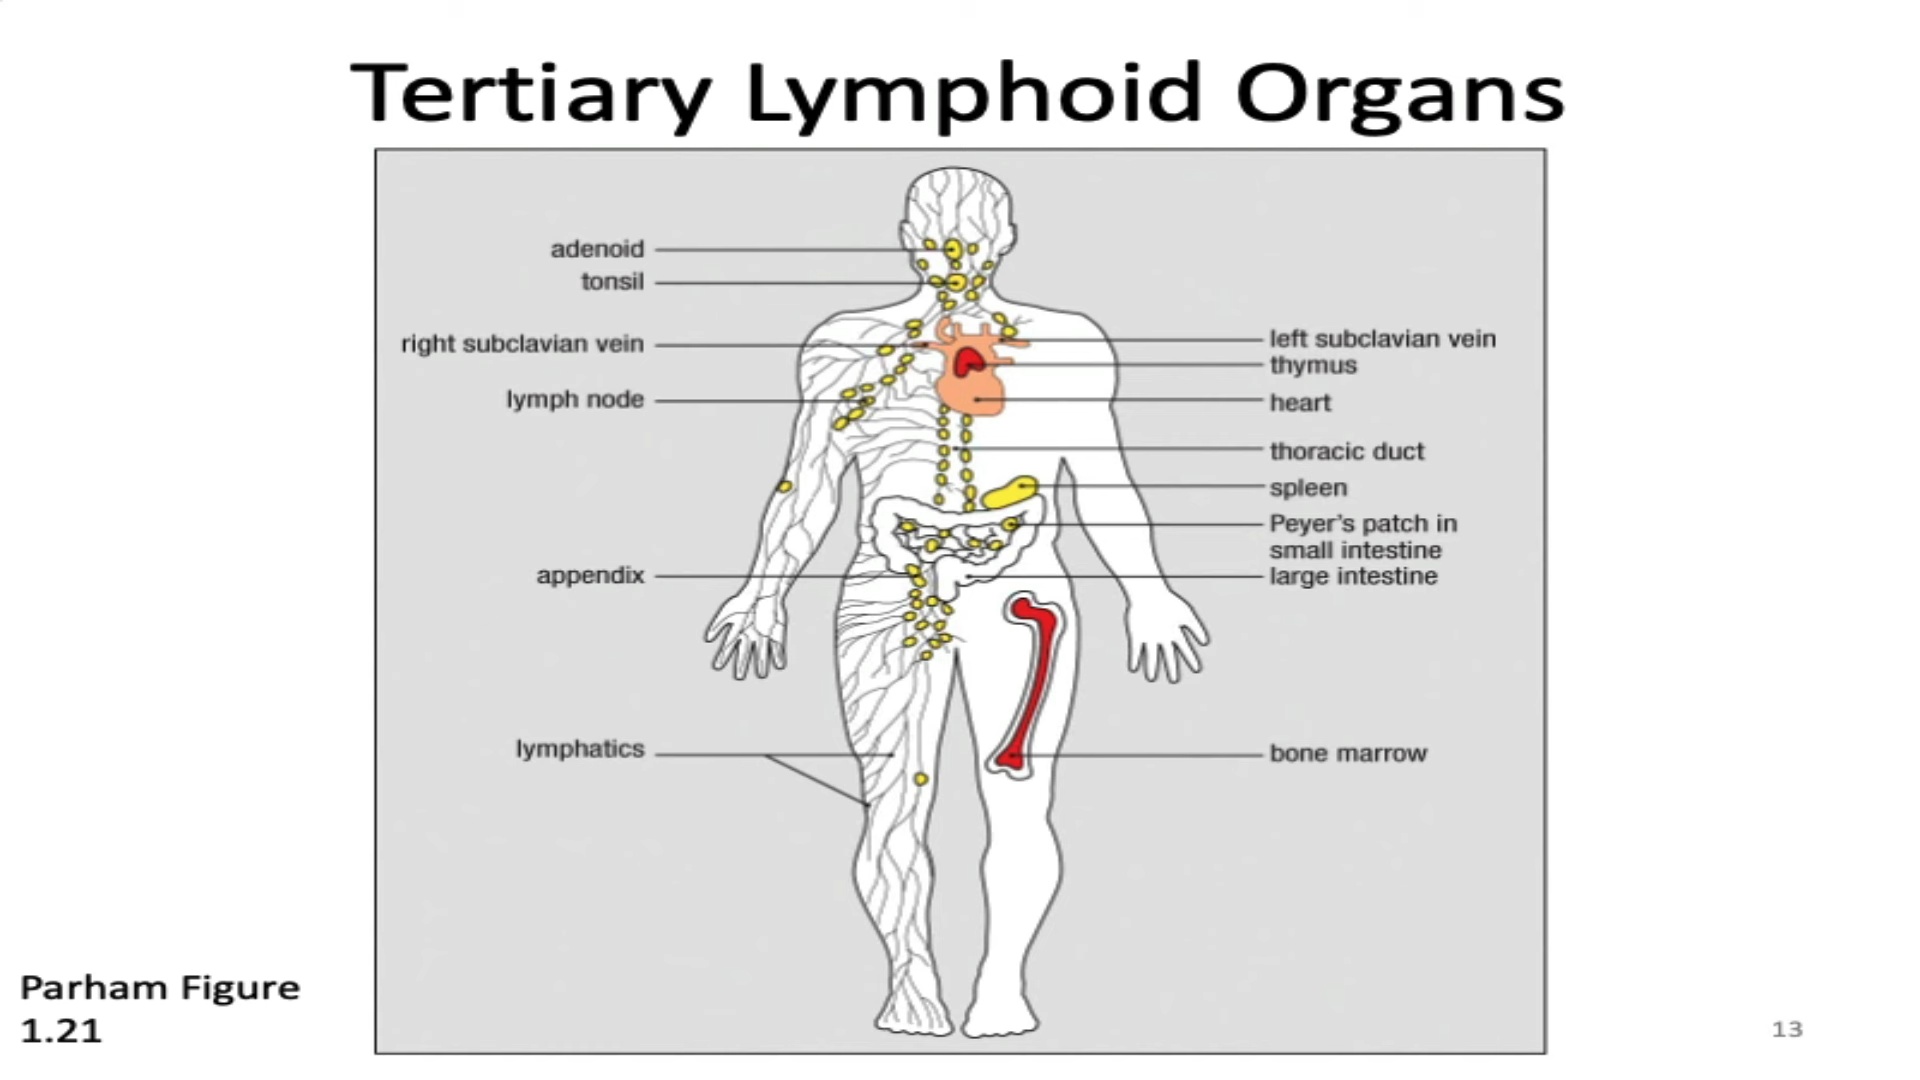 Tertiary Lymphoid Organs
adenoid
tonsil
right subclavian vein
lymph node
appendix
lymphatics
left subclavian vein
thymus
heart
thoracic duct
spleen
Peyer's patch in
small intestine
large intestine
bone marrow
Parham Figure
1.21
13